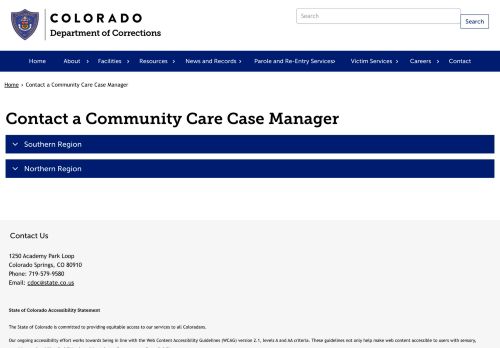 COLORADO
Department of Corrections
Search
Search
Home About Facilities Resources News and Records Parole and Re-Entry Services Victim Services Careers Contact
Home › Contact a Community Care Case Manager
Contact a Community Care Case Manager
Southern Region
Northern Region
Contact Us
1250 Academy Park Loop
Colorado Springs, CO 80910
Phone: 719-579-9580
Email: cdoc@state.co.us
State of Colorado Accessibility Statement
The State of Colorado is committed to providing equitable access to our services to all Coloradans.
Our ongoing accessibility effort works towards being in line with the Web Content Accessibility Guidelines (WCAG) version 2.1, levels A and AA criteria. These guidelines not only help make web content accessible to users with sensory,